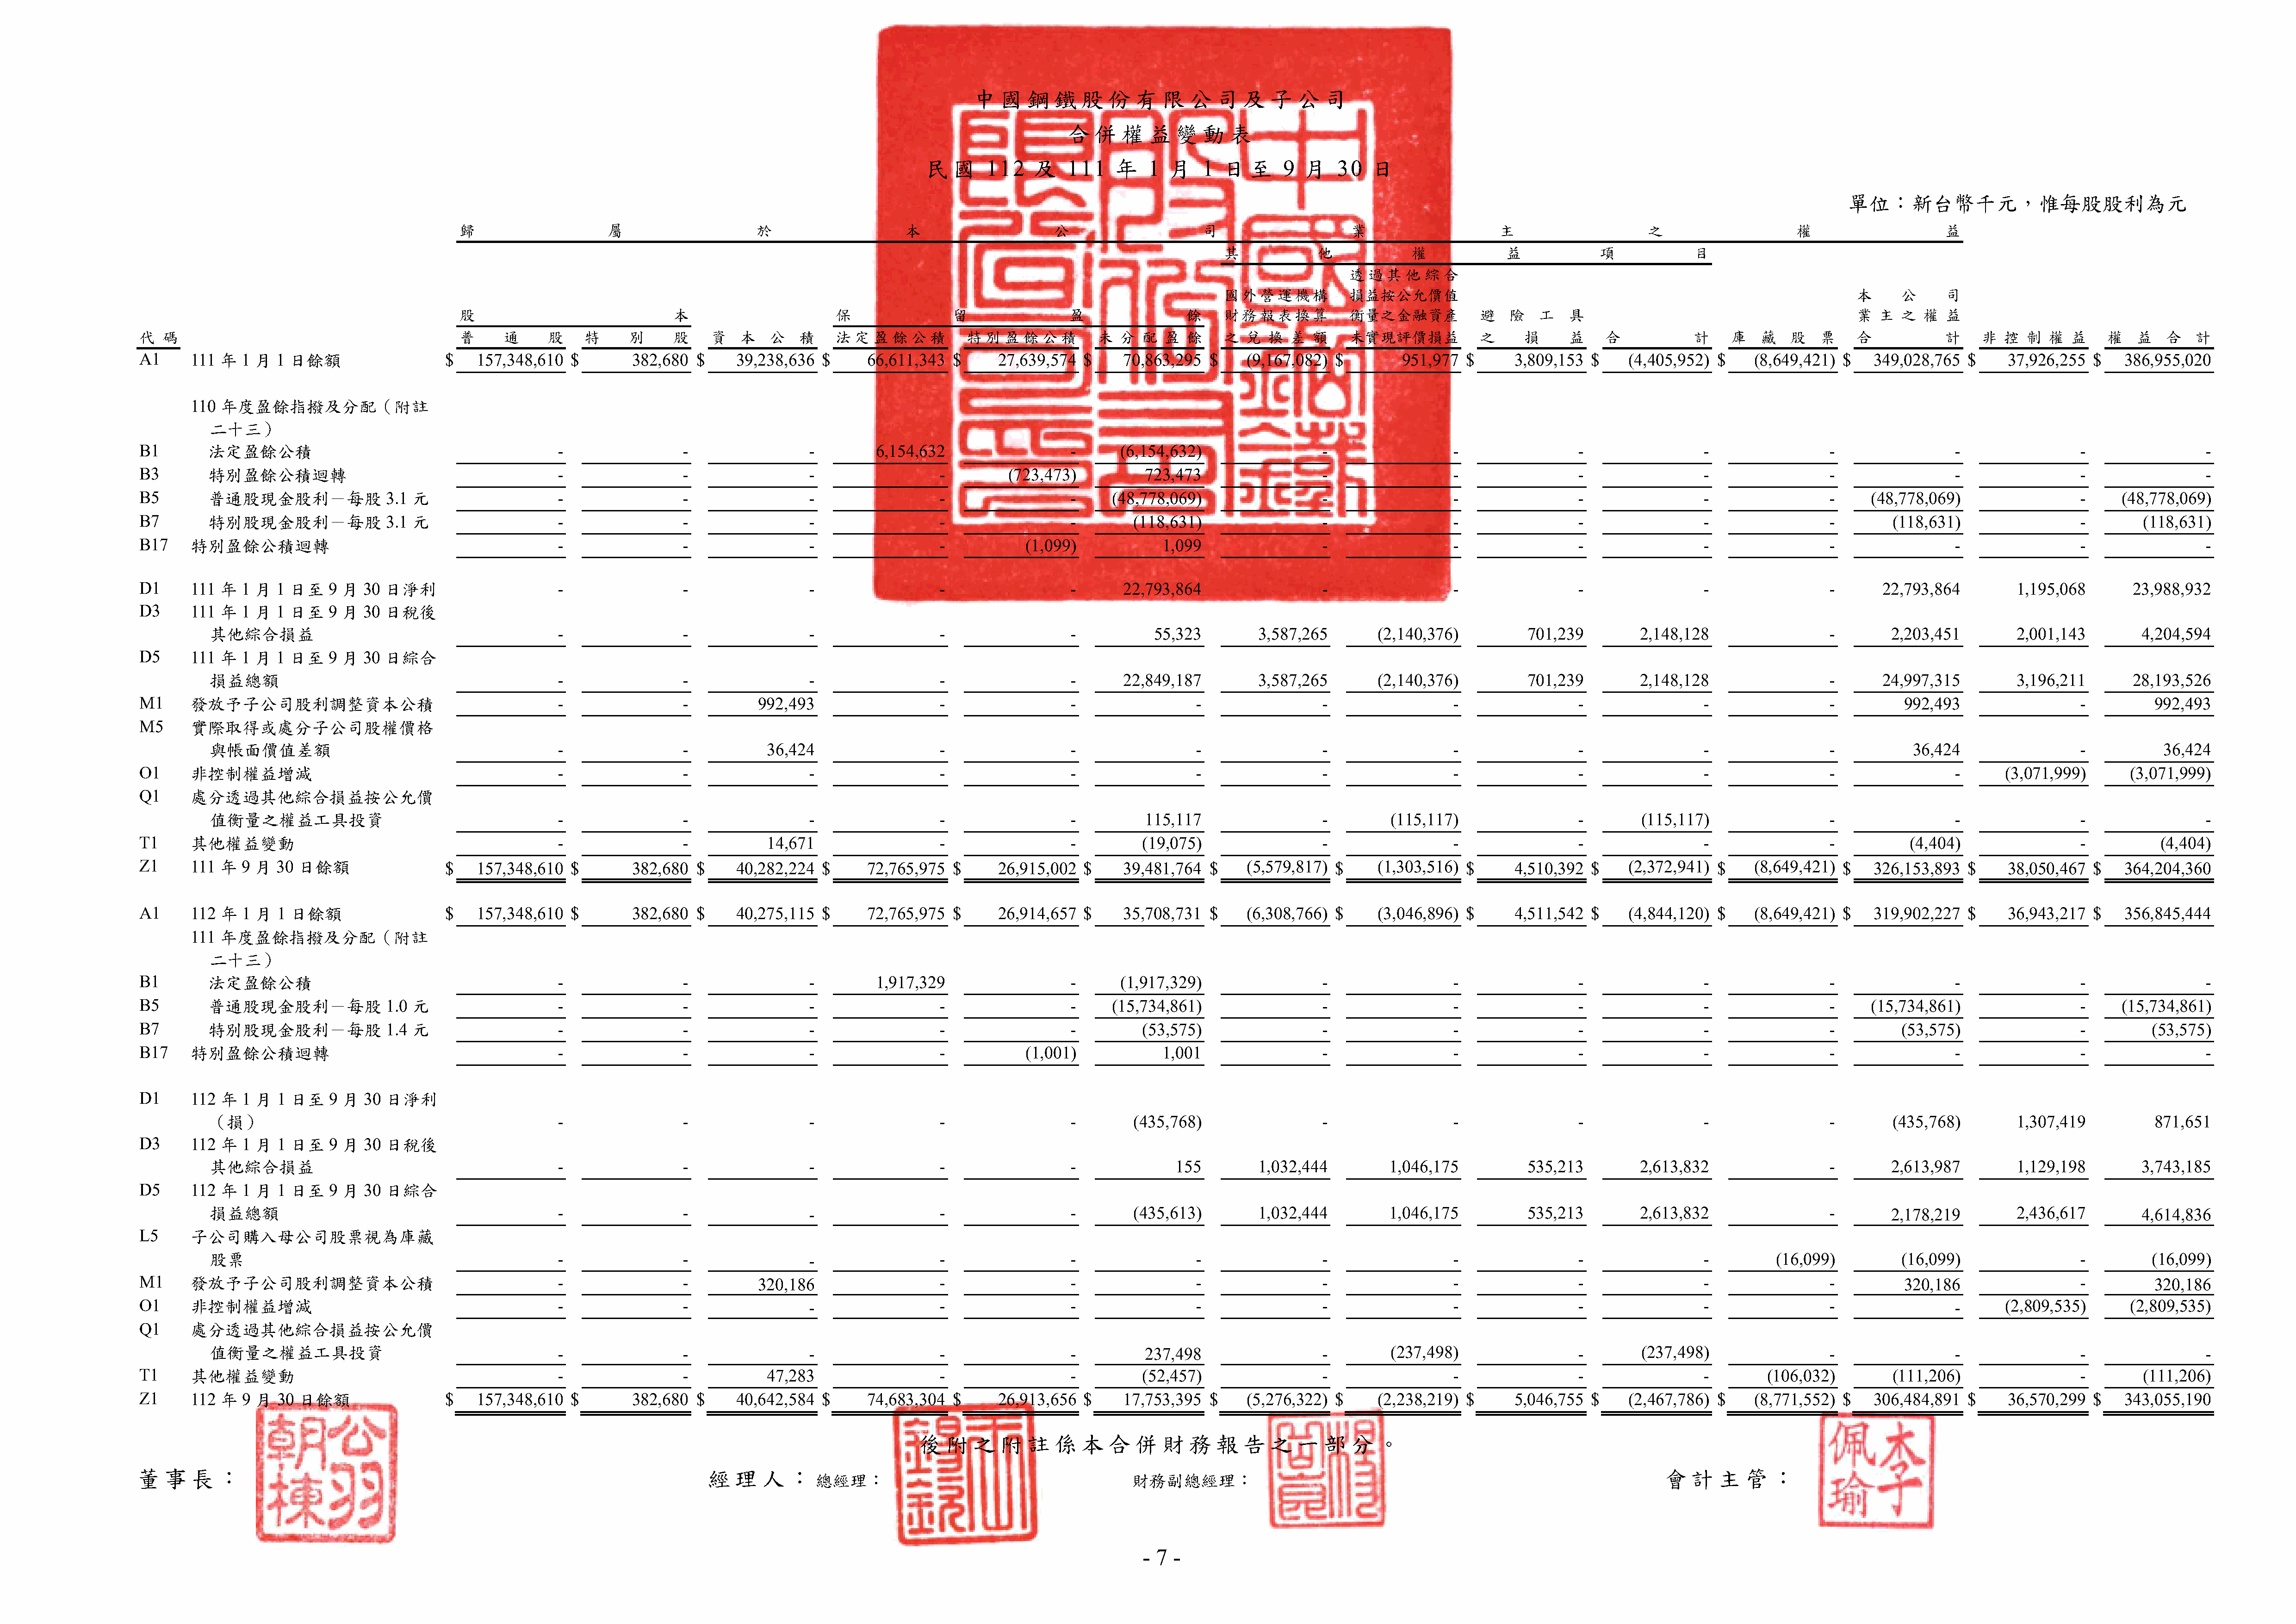 中國鋼鐵股份有限公司及子公司
合併權益變動表
民國 112 及 111 年 1 月 1 日至 9 月 30 日
單位：新台幣千元，惟每股股利為元
歸屬於本公司業主之權益
其他權益項目
透過其他綜合
國外營運機構 損益按公允價值 本公司
股本 保留盈餘 財務報表換算 衡量之金融資產 避險工具 業主之權益
代碼 普通股 特別股 資本公積 法定盈餘公積 特別盈餘公積 未分配盈餘 之兌換差額 未實現評價損益 之損益 合計 庫藏股票 合計 非控制權益 權益合計
A1 111 年 1 月 1 日餘額 $ 157,348,610 $ 382,680 $ 39,238,636 $ 66,611,343 $ 27,639,574 $ 70,863,295 $ (9,167,082) $ 951,977 $ 3,809,153 $ (4,405,952) $ (8,649,421) $ 349,028,765 $ 37,926,255 $ 386,955,020
110 年度盈餘指撥及分配（附註
二十三）
B1 法定盈餘公積 - - - 6,154,632 - (6,154,632) - - - - - - - -
B3 特別盈餘公積迴轉 - - - - (723,473) 723,473 - - - - - - - -
B5 普通股現金股利－每股 3.1 元 - - - - - (48,778,069) - - - - - (48,778,069) - (48,778,069)
B7 特別股現金股利－每股 3.1 元 - - - - - (118,631) - - - - - (118,631) - (118,631)
B17 特別盈餘公積迴轉 - - - - (1,099) 1,099 - - - - - - - -
D1 111 年 1 月 1 日至 9 月 30 日淨利 - - - - - 22,793,864 - - - - - 22,793,864 1,195,068 23,988,932
D3 111 年 1 月 1 日至 9 月 30 日稅後
其他綜合損益 - - - - - 55,323 3,587,265 (2,140,376) 701,239 2,148,128 - 2,203,451 2,001,143 4,204,594
D5 111 年 1 月 1 日至 9 月 30 日綜合
損益總額 - - - - - 22,849,187 3,587,265 (2,140,376) 701,239 2,148,128 - 24,997,315 3,196,211 28,193,526
M1 發放予子公司股利調整資本公積 - - 992,493 - - - - - - - - 992,493 - 992,493
M5 實際取得或處分子公司股權價格
與帳面價值差額 - - 36,424 - - - - - - - - 36,424 - 36,424
O1 非控制權益增減 - - - - - - - - - - - - (3,071,999) (3,071,999)
Q1 處分透過其他綜合損益按公允價
值衡量之權益工具投資 - - - - - 115,117 - (115,117) - (115,117) - - - -
T1 其他權益變動 - - 14,671 - - (19,075) - - - - - (4,404) - (4,404)
Z1 111 年 9 月 30 日餘額 $ 157,348,610 $ 382,680 $ 40,282,224 $ 72,765,975 $ 26,915,002 $ 39,481,764 $ (5,579,817) $ (1,303,516) $ 4,510,392 $ (2,372,941) $ (8,649,421) $ 326,153,893 $ 38,050,467 $ 364,204,360
A1 112 年 1 月 1 日餘額 $ 157,348,610 $ 382,680 $ 40,275,115 $ 72,765,975 $ 26,914,657 $ 35,708,731 $ (6,308,766) $ (3,046,896) $ 4,511,542 $ (4,844,120) $ (8,649,421) $ 319,902,227 $ 36,943,217 $ 356,845,444
111 年度盈餘指撥及分配（附註
二十三）
B1 法定盈餘公積 - - - 1,917,329 - (1,917,329) - - - - - - - -
B5 普通股現金股利－每股 1.0 元 - - - - - (15,734,861) - - - - - (15,734,861) - (15,734,861)
B7 特別股現金股利－每股 1.4 元 - - - - - (53,575) - - - - - (53,575) - (53,575)
B17 特別盈餘公積迴轉 - - - - (1,001) 1,001 - - - - - - - -
D1 112 年 1 月 1 日至 9 月 30 日淨利
（損） - - - - - (435,768) - - - - - (435,768) 1,307,419 871,651
D3 112 年 1 月 1 日至 9 月 30 日稅後
其他綜合損益 - - - - - 155 1,032,444 1,046,175 535,213 2,613,832 - 2,613,987 1,129,198 3,743,185
D5 112 年 1 月 1 日至 9 月 30 日綜合
損益總額 - - - - - (435,613) 1,032,444 1,046,175 535,213 2,613,832 - 2,178,219 2,436,617 4,614,836
L5 子公司購入母公司股票視為庫藏
股票 - - - - - - - - - - (16,099) (16,099) - (16,099)
M1 發放予子公司股利調整資本公積 - - 320,186 - - - - - - - - 320,186 - 320,186
O1 非控制權益增減 - - - - - - - - - - - - (2,809,535) (2,809,535)
Q1 處分透過其他綜合損益按公允價
值衡量之權益工具投資 - - - - - 237,498 - (237,498) - (237,498) - - - -
T1 其他權益變動 - - 47,283 - - (52,457) - - - - (106,032) (111,206) - (111,206)
Z1 112 年 9 月 30 日餘額 $ 157,348,610 $ 382,680 $ 40,642,584 $ 74,683,304 $ 26,913,656 $ 17,753,395 $ (5,276,322) $ (2,238,219) $ 5,046,755 $ (2,467,786) $ (8,771,552) $ 306,484,891 $ 36,570,299 $ 343,055,190
後附之附註係本合併財務報告之一部分。
董事長： 經理人：總經理： 財務副總經理： 會計主管：
翁朝棟
李佩瑜
- 7 -